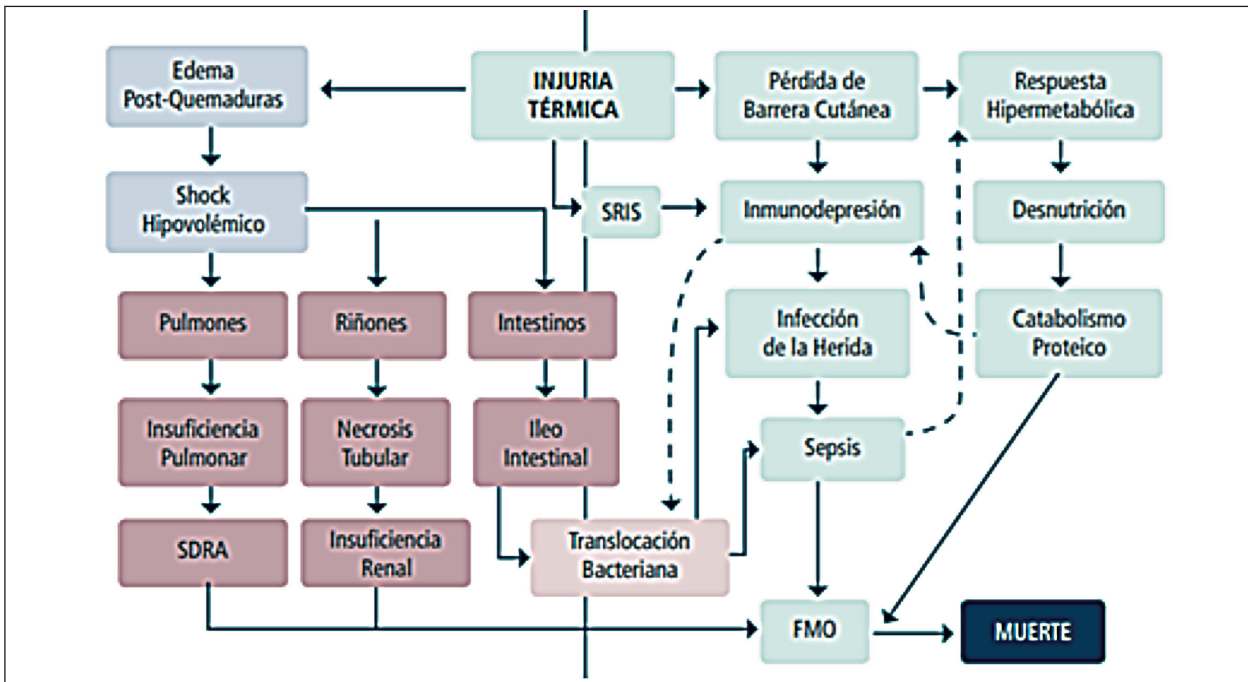 Edema
Post-Quemaduras
INJURIA
TÉRMICA
Pérdida de
Barrera Cutánea
Respuesta
Hipermetabólica
Shock
Hipovolémico
SRIS
Inmunodepresión
Desnutrición
Pulmones
Riñones
Intestinos
Infección
de la Herida
Catabolismo
Proteico
Insuficiencia
Pulmonar
Necrosis
Tubular
Ileo
Intestinal
Sepsis
SDRA
Insuficiencia
Renal
Translocación
Bacteriana
FMO
MUERTE